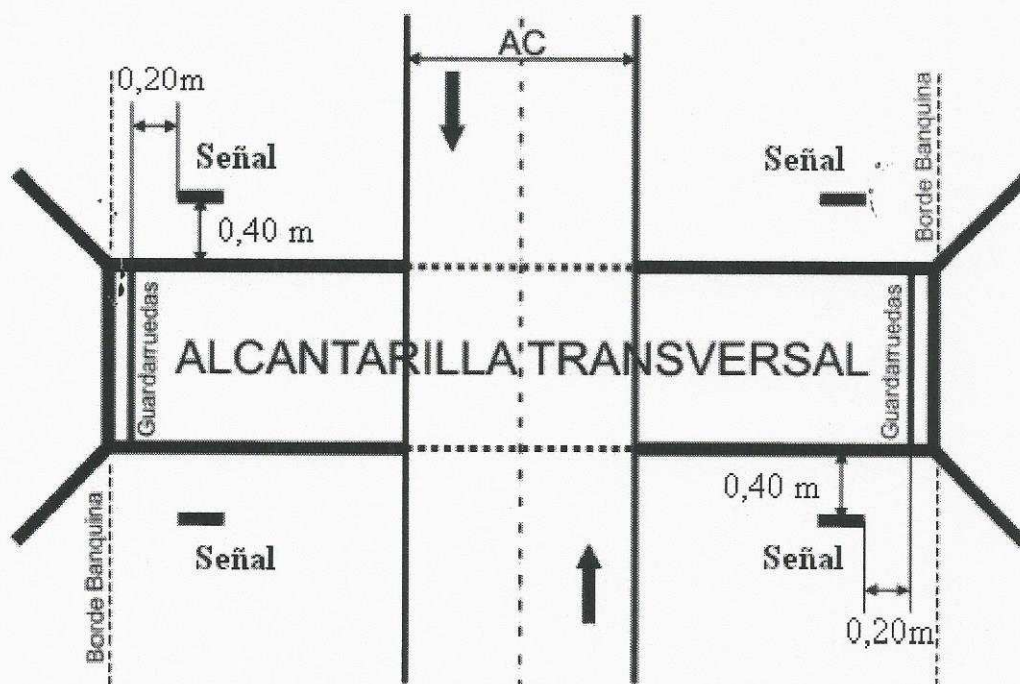 AC
0,20m
Señal
Señal
Borde Banquina
0,40 m
Guardarruedas
ALCANTARILLA TRANSVERSAL
Guardarruedas
0,40 m
Señal
Señal
Borde Banquina
0,20m